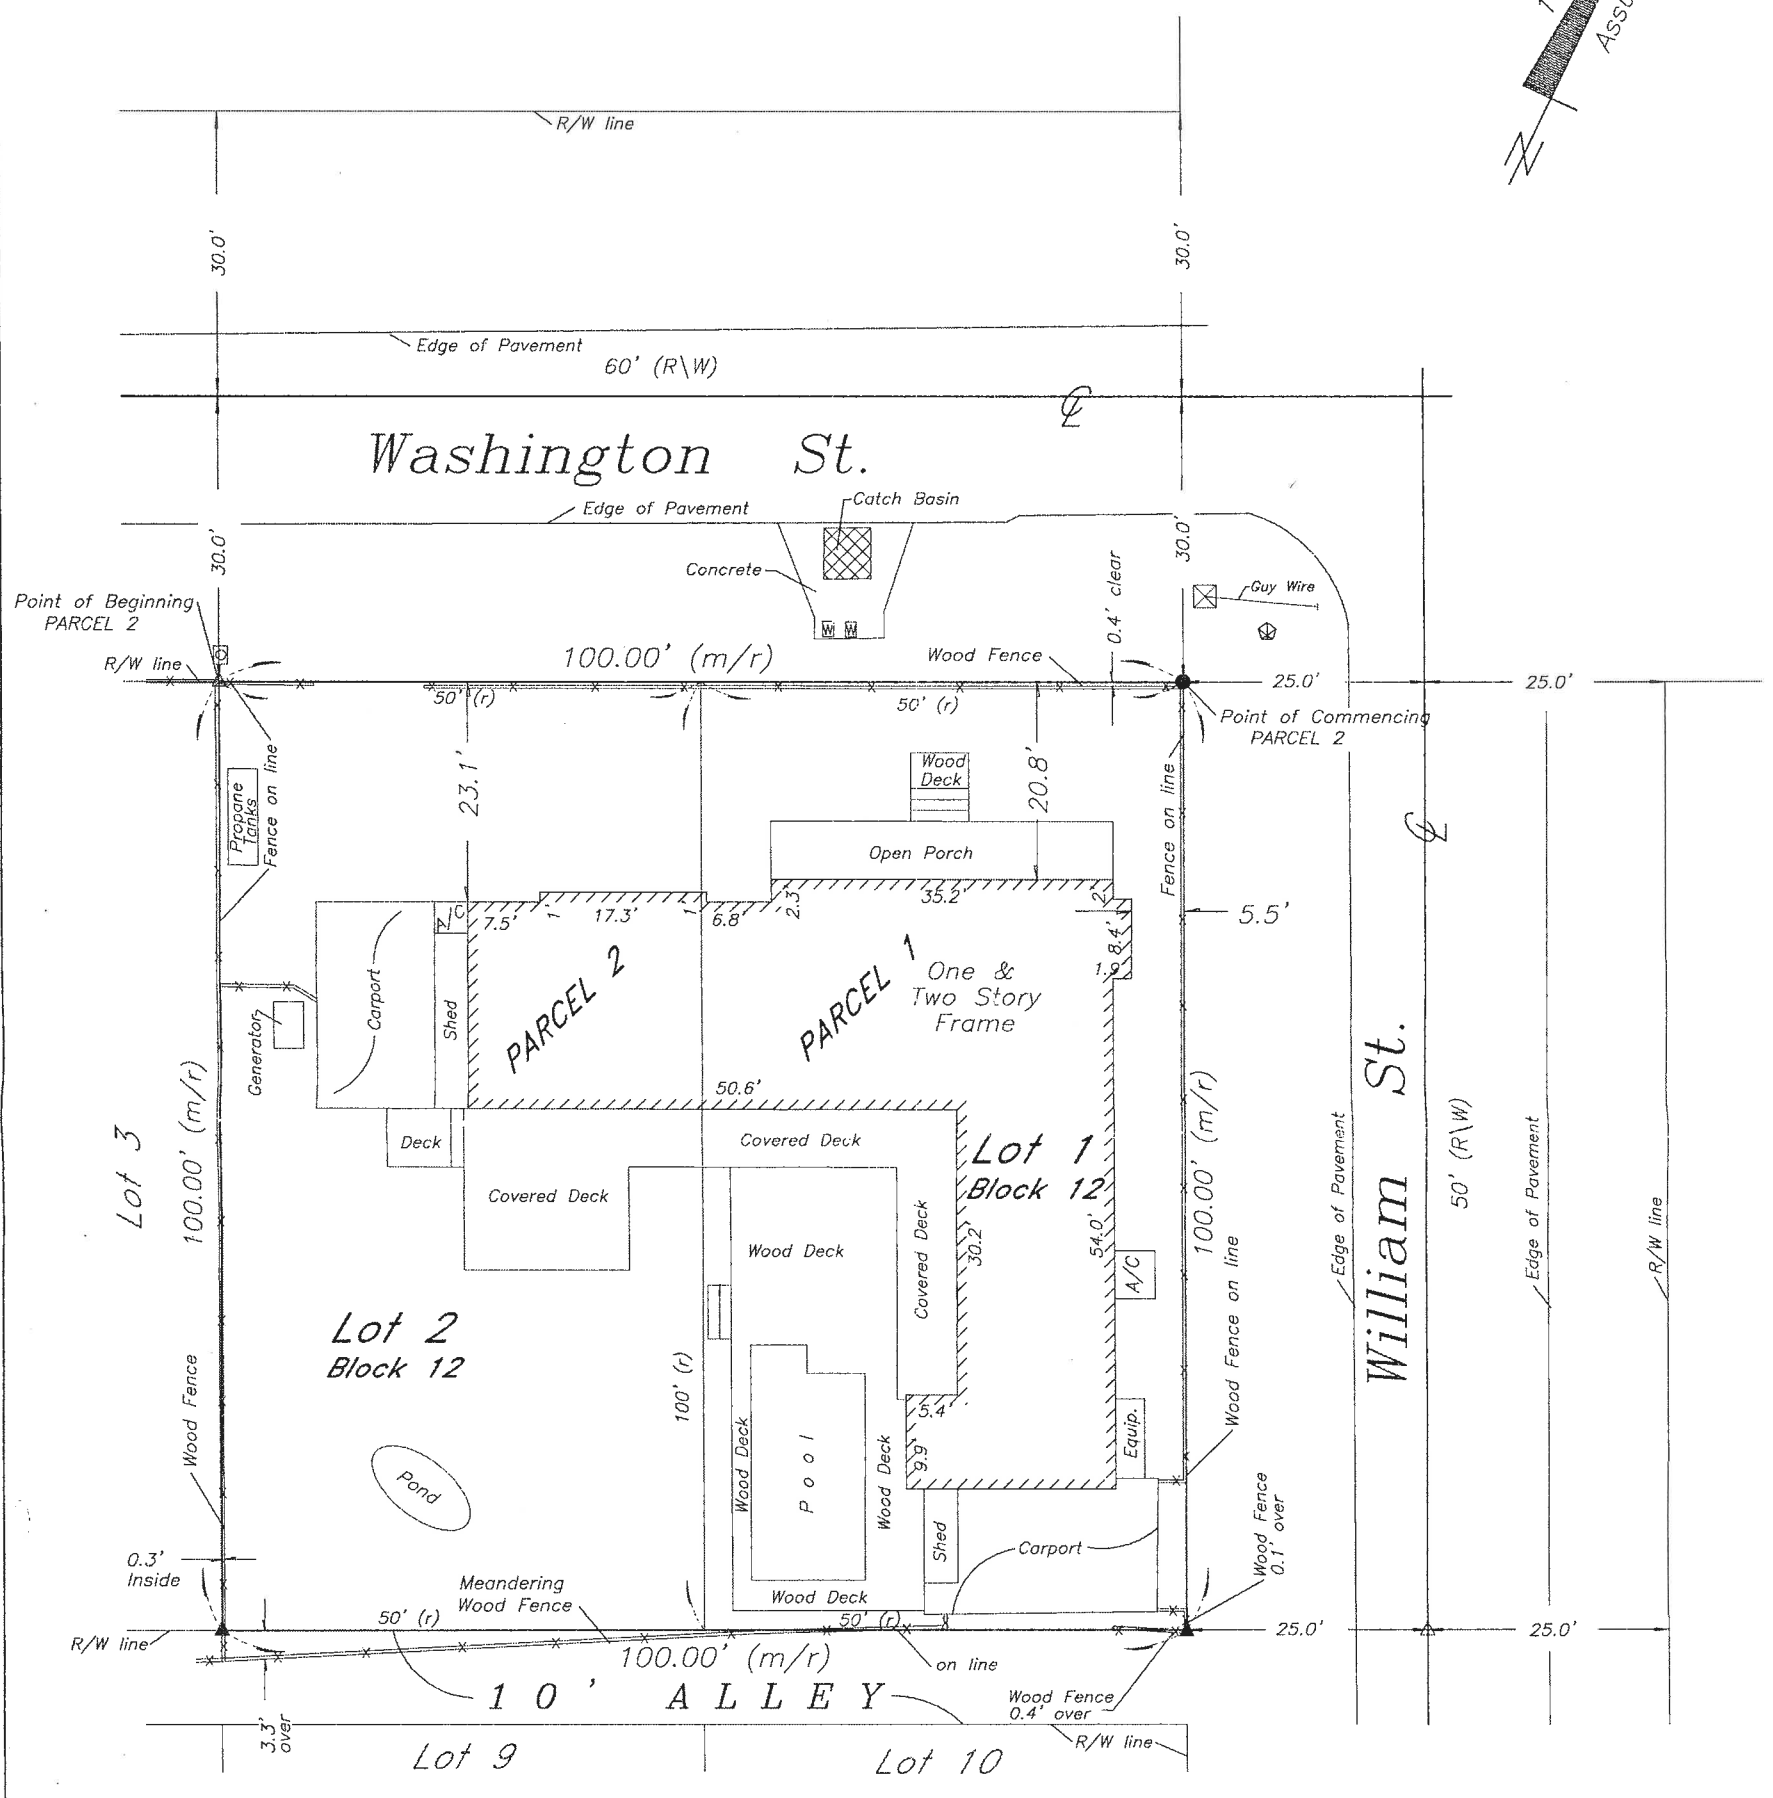 N
R/W line
30.0'
30.0'
Edge of Pavement
60' (R\W)
℄
Washington St.
Catch Basin
Edge of Pavement
30.0'
30.0'
Concrete
0.4' clear
Guy Wire
Point of Beginning
PARCEL 2
W W
R/W line
100.00' (m/r)
Wood Fence
50' (r)
50' (r)
25.0'
25.0'
Point of Commencing
PARCEL 2
23.1'
20.8'
Wood
Deck
Propane
Tanks
Fence on line
Fence on line
℄
Open Porch
A/C
7.5'
1'
17.3'
1'
6.8'
2.3'
35.2'
2'
5.5'
8.4'
1.9'
PARCEL 2
PARCEL 1
One &
Two Story
Frame
Carport
Shed
Generator
50.6'
Lot 3
100.00' (m/r)
Deck
Covered Deck
Covered Deck
Lot 1
Block 12
100.00' (m/r)
Edge of Pavement
William St.
50' (R\W)
Edge of Pavement
R/W line
Wood Deck
Covered Deck
30.2'
54.0'
A/C
Wood Fence on line
Lot 2
Block 12
100' (r)
Wood Fence
5.4'
9.9'
Equip.
Pond
Wood Deck
Pool
Wood Deck
Shed
Carport
Wood Fence
0.1' over
0.3'
Inside
Meandering
Wood Fence
Wood Deck
50' (r)
50' (r)
R/W line
25.0'
25.0'
100.00' (m/r)
on line
10' ALLEY
Wood Fence
0.4' over
3.3'
over
R/W line
Lot 9
Lot 10